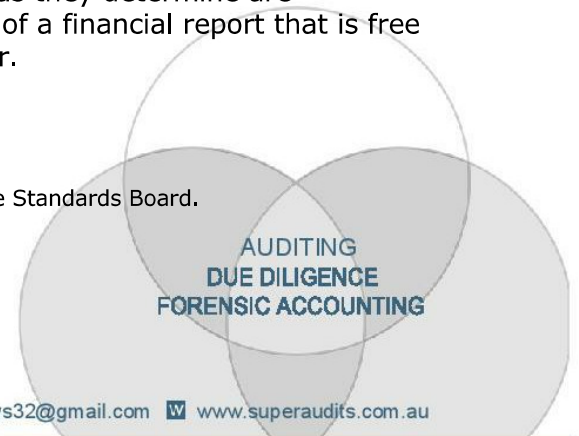 of a financial report that is free
r.
e Standards Board.
AUDITING
DUE DILIGENCE
FORENSIC ACCOUNTING
s32@gmail.com W www.superaudits.com.au